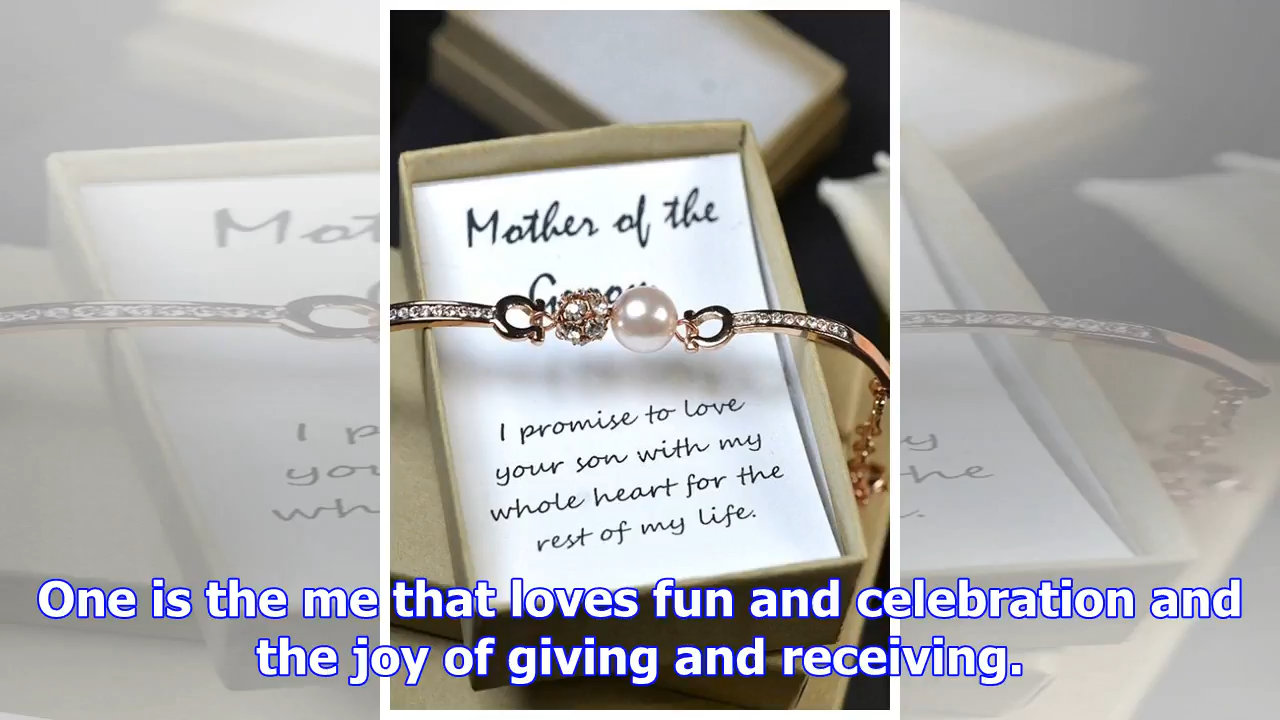 Mother of the
Groom
I promise to love
your son with my
whole heart for the
rest of my life.
One is the me that loves fun and celebration and
the joy of giving and receiving.